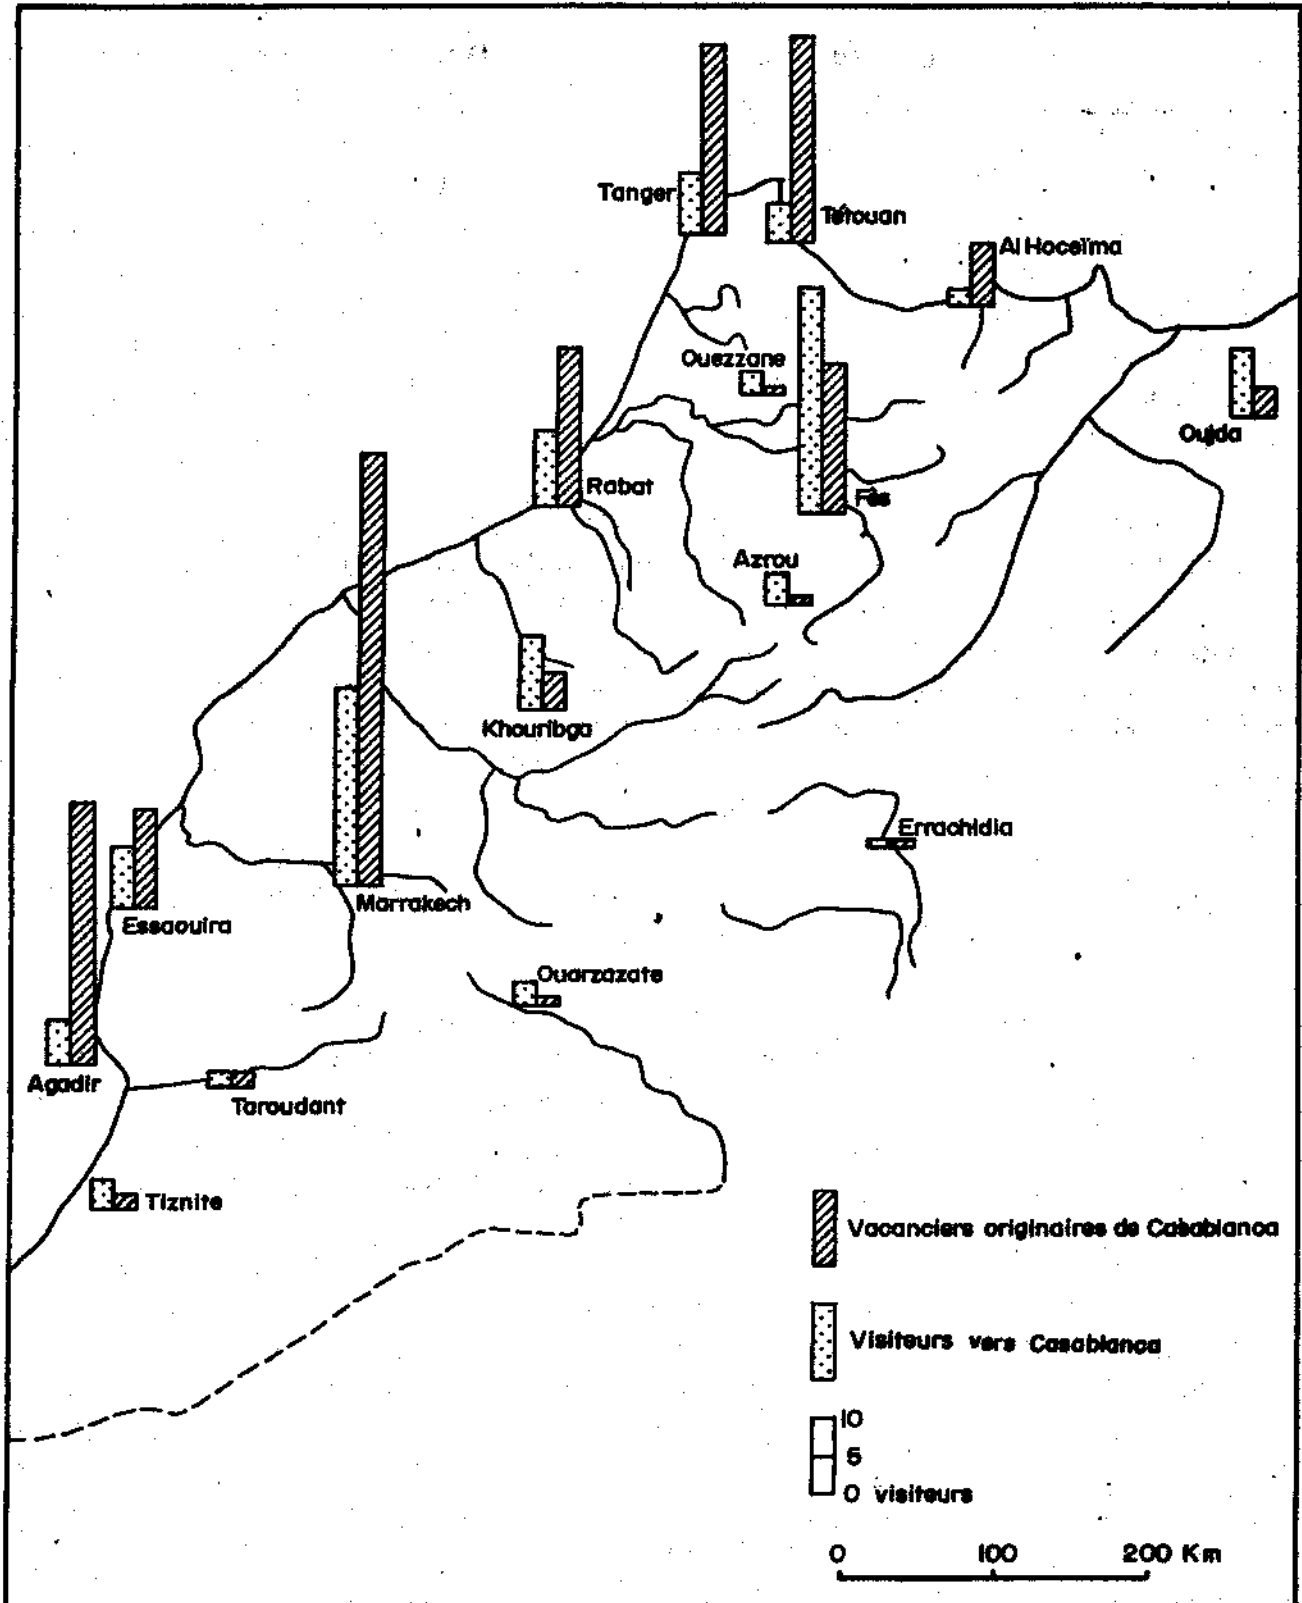 Tanger
Tétouan
Al Hoceïma
Ouezzane
Oujda
Rabat
Fès
Azrou
Khouribga
Errachidia
Marrakech
Essaouira
Ouarzazate
Agadir
Taroudant
Tiznite
Vacanciers originaires de Casablanca
Visiteurs vers Casablanca
10
5
0 visiteurs
0 100 200 Km